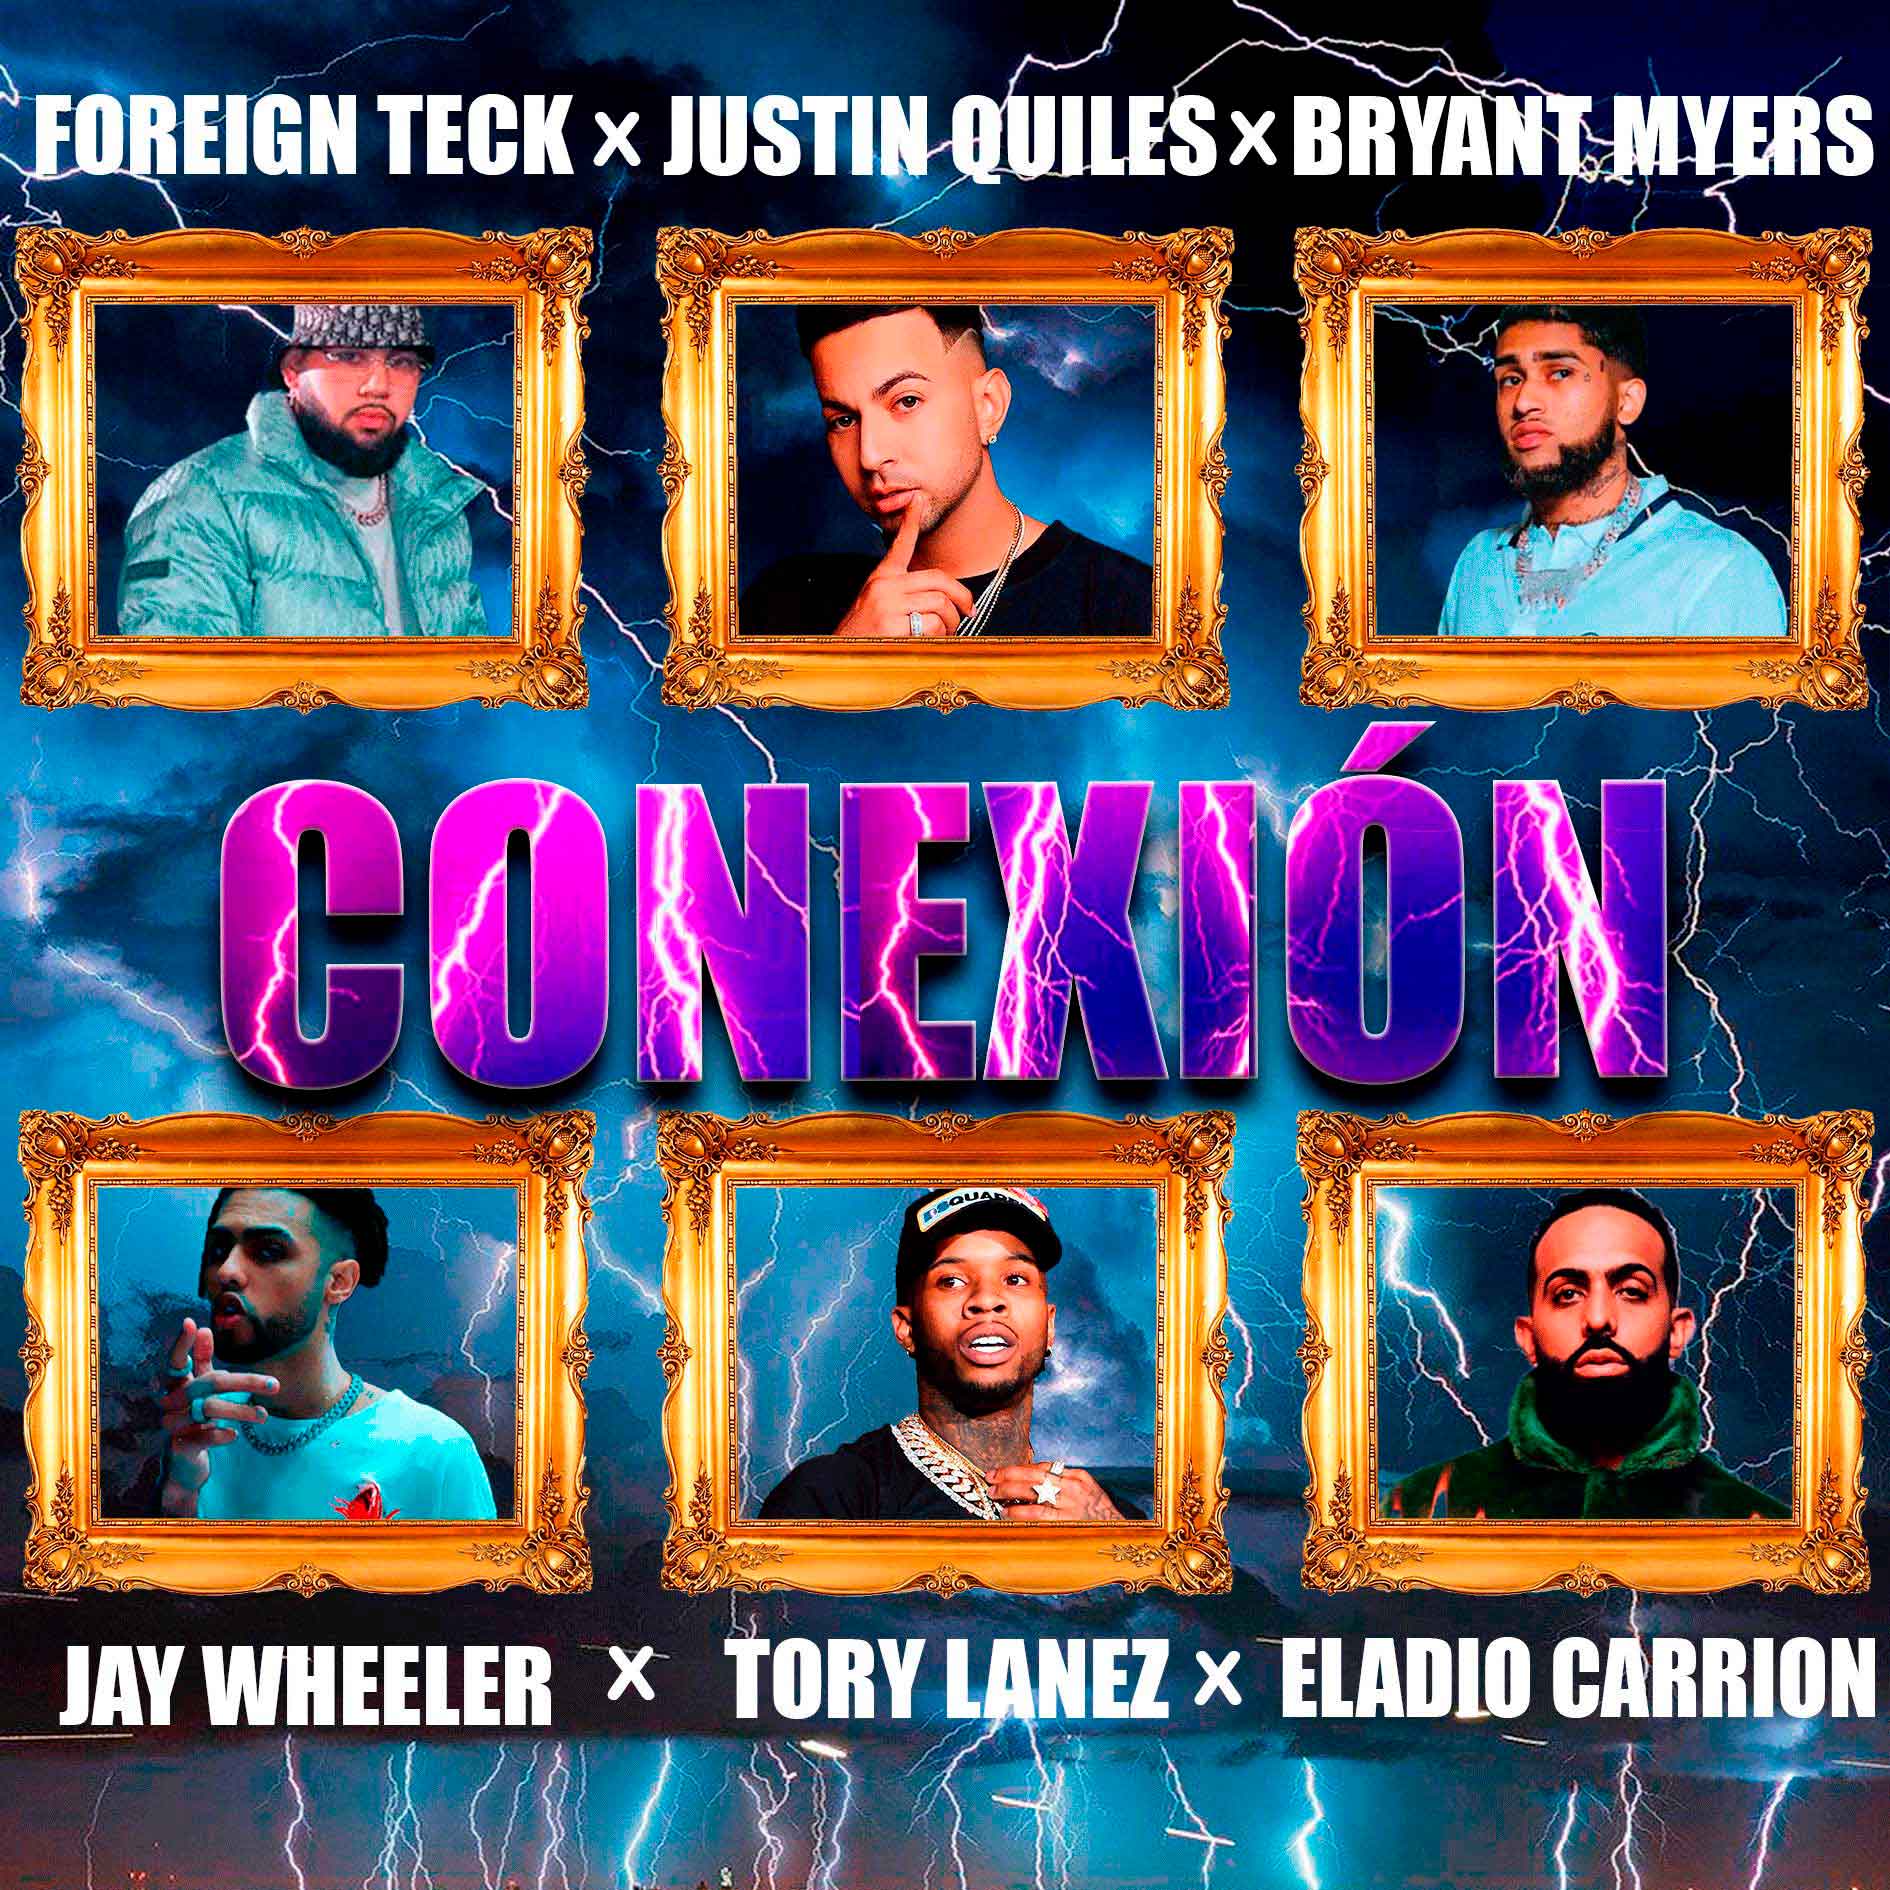 FOREIGN TECK x JUSTIN QUILES x BRYANT MYERS
CONEXIÓN
JAY WHEELER x TORY LANEZ x ELADIO CARRION